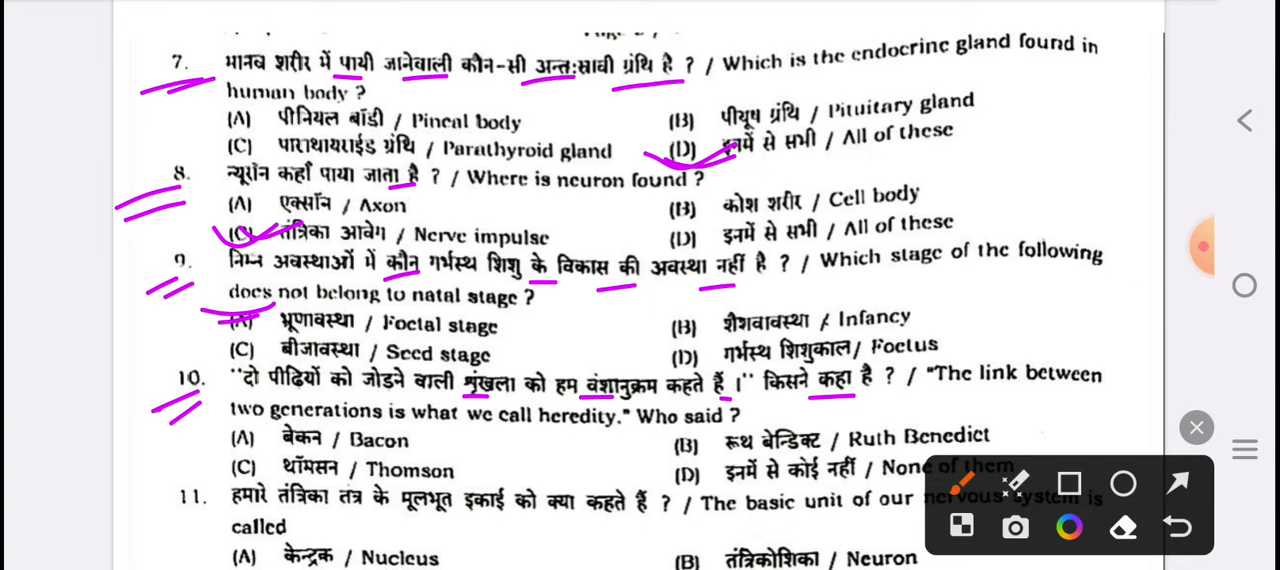 7. मानव शरीर में पायी जानेवाली कौन-सी अन्तःस्रावी ग्रंथि है ? / Which is the endocrine gland found in
human body ?
(A) पीनियल बॉडी / Pineal body (B) पीयूष ग्रंथि / Pituitary gland
(C) पाराथायराईड ग्रंथि / Parathyroid gland (D) इनमें से सभी / All of these
8. न्यूरॉन कहाँ पाया जाता है ? / Where is neuron found ?
(A) एक्सॉन / Axon (B) कोश शरीर / Cell body
(C) तंत्रिका आवेग / Nerve impulse (D) इनमें से सभी / All of these
9. निम्न अवस्थाओं में कौन गर्भस्थ शिशु के विकास की अवस्था नहीं है ? / Which stage of the following
does not belong to natal stage ?
(A) भ्रूणावस्था / Foetal stage (B) शैशवावस्था / Infancy
(C) बीजावस्था / Seed stage (D) गर्भस्थ शिशुकाल / Foetus
10. "दो पीढियों को जोड़ने वाली शृंखला को हम वंशानुक्रम कहते हैं ।" किसने कहा है ? / "The link between
two generations is what we call heredity." Who said ?
(A) बेकन / Bacon (B) रूथ बेन्डिक्ट / Ruth Benedict
(C) थॉमसन / Thomson (D) इनमें से कोई नहीं / None of them
11. हमारे तंत्रिका तंत्र के मूलभूत इकाई को क्या कहते हैं ? / The basic unit of our nervous system is
called
(A) केन्द्रक / Nucleus (B) तंत्रिकोशिका / Neuron